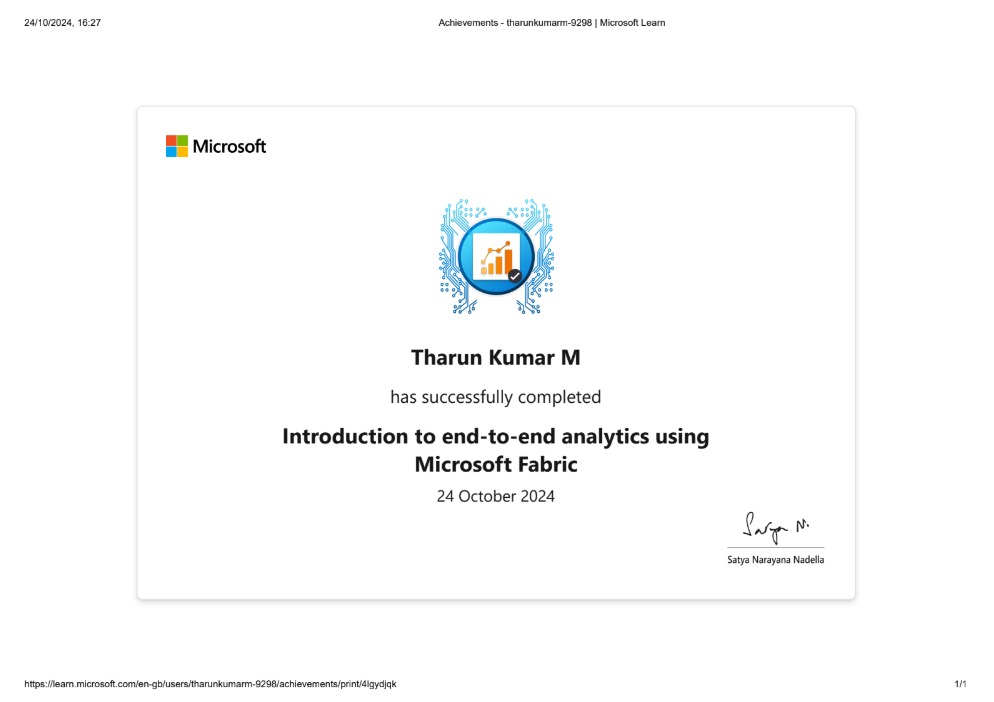 24/10/2024, 16:27
Achievements - tharunkumarm-9298 | Microsoft Learn
Microsoft
Tharun Kumar M
has successfully completed
Introduction to end-to-end analytics using
Microsoft Fabric
24 October 2024
Satya N.
Satya Narayana Nadella
https://learn.microsoft.com/en-gb/users/tharunkumarm-9298/achievements/print/4lgydjqk
1/1